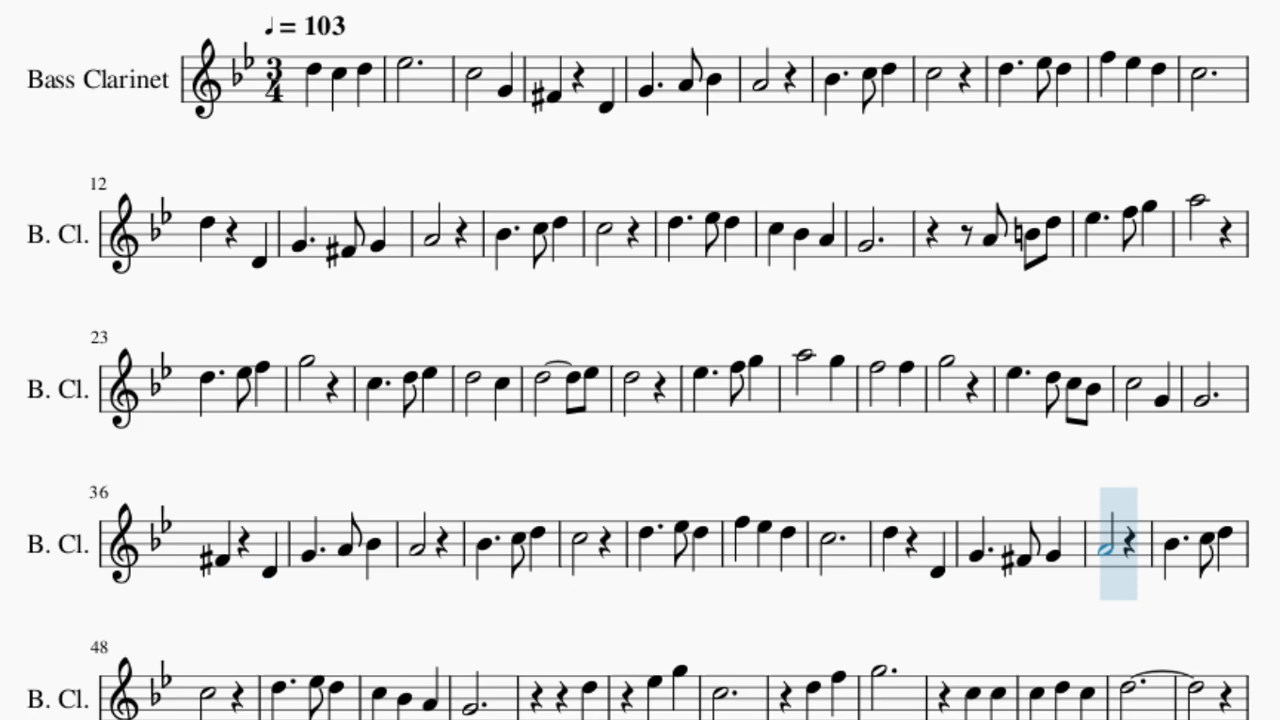 ♩ = 103
Bass Clarinet
3
4
12
B. Cl.
23
B. Cl.
36
B. Cl.
48
B. Cl.